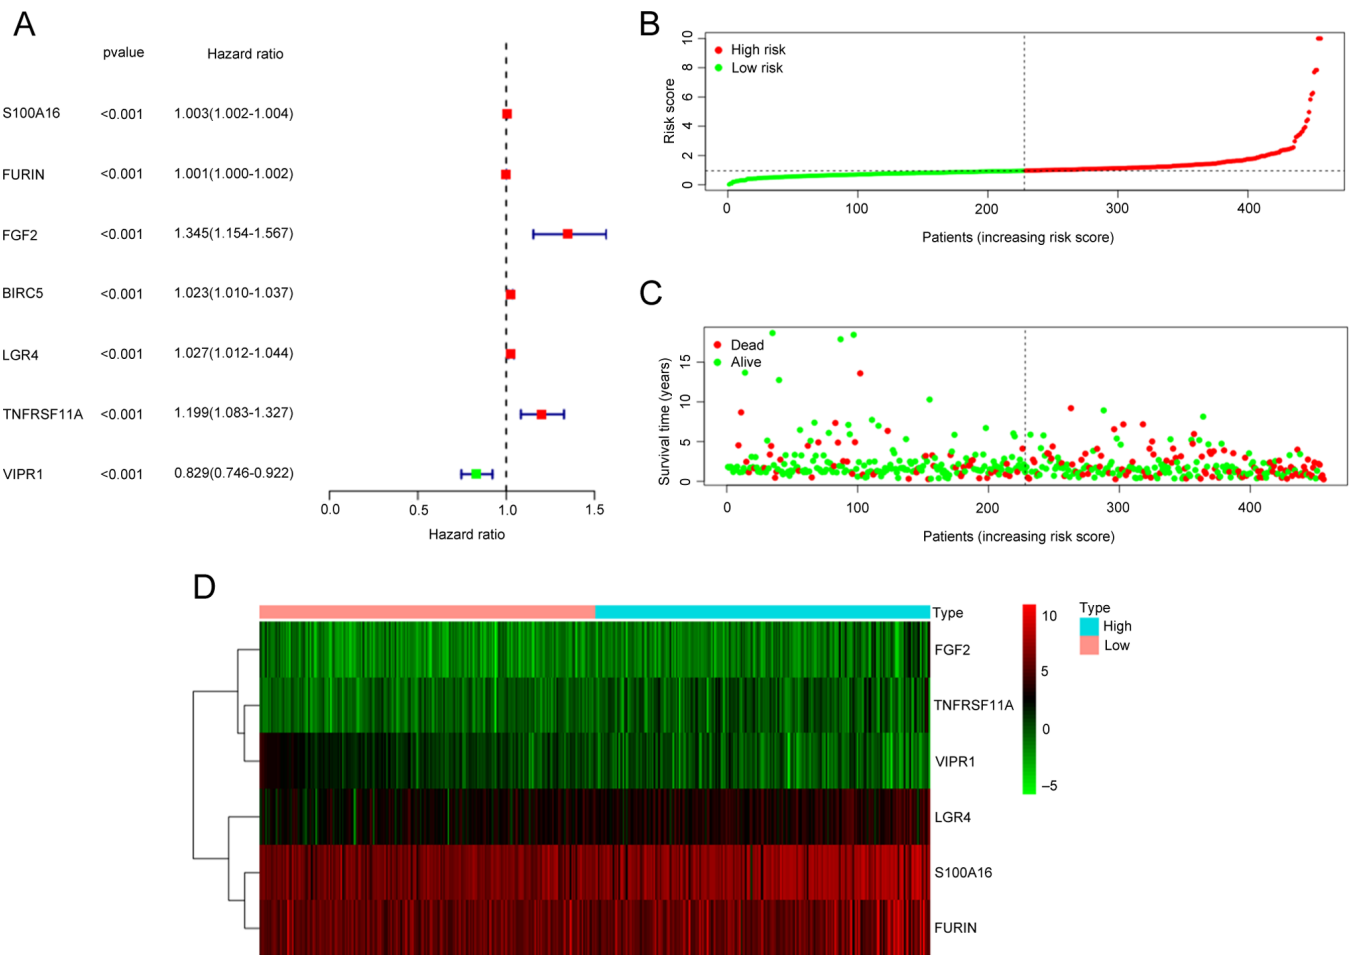 A
pvalue Hazard ratio
S100A16 <0.001 1.003(1.002-1.004)
FURIN <0.001 1.001(1.000-1.002)
FGF2 <0.001 1.345(1.154-1.567)
BIRC5 <0.001 1.023(1.010-1.037)
LGR4 <0.001 1.027(1.012-1.044)
TNFRSF11A <0.001 1.199(1.083-1.327)
VIPR1 <0.001 0.829(0.746-0.922)
0.0 0.5 1.0 1.5
Hazard ratio
B
High risk
Low risk
Risk score
10
8
6
4
2
0
0 100 200 300 400
Patients (increasing risk score)
C
Dead
Alive
Survival time (years)
15
10
5
0
0 100 200 300 400
Patients (increasing risk score)
D
Type
FGF2
TNFRSF11A
VIPR1
LGR4
S100A16
FURIN
10
5
0
–5
Type
High
Low